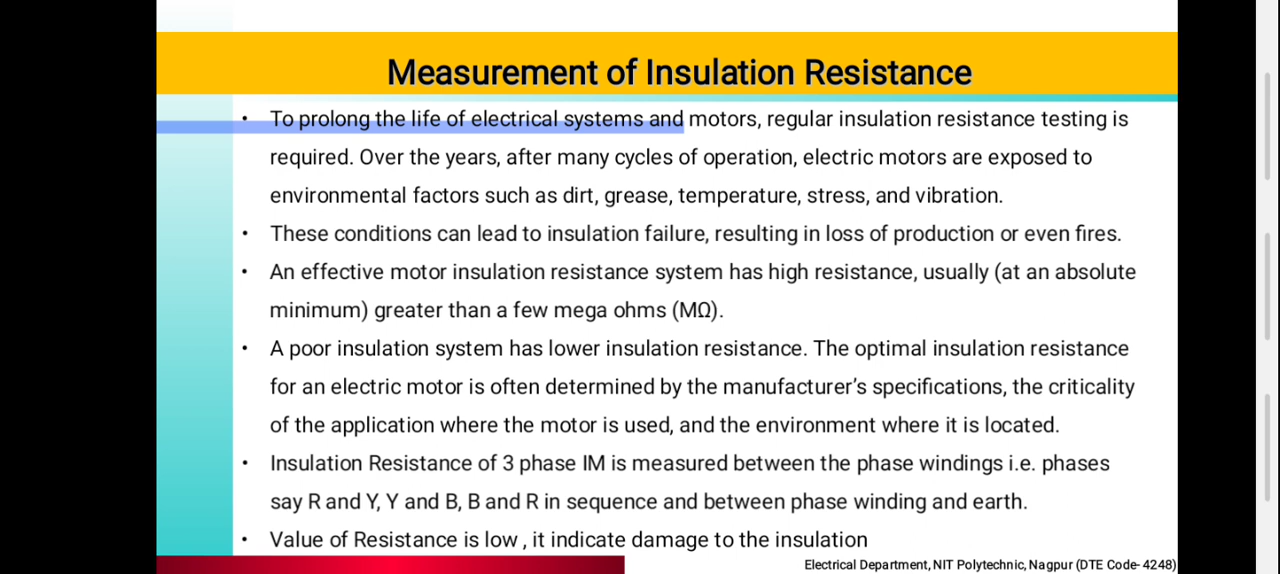 Measurement of Insulation Resistance
• To prolong the life of electrical systems and motors, regular insulation resistance testing is
required. Over the years, after many cycles of operation, electric motors are exposed to
environmental factors such as dirt, grease, temperature, stress, and vibration.
• These conditions can lead to insulation failure, resulting in loss of production or even fires.
• An effective motor insulation resistance system has high resistance, usually (at an absolute
minimum) greater than a few mega ohms (MΩ).
• A poor insulation system has lower insulation resistance. The optimal insulation resistance
for an electric motor is often determined by the manufacturer's specifications, the criticality
of the application where the motor is used, and the environment where it is located.
• Insulation Resistance of 3 phase IM is measured between the phase windings i.e. phases
say R and Y, Y and B, B and R in sequence and between phase winding and earth.
• Value of Resistance is low , it indicate damage to the insulation
Electrical Department, NIT Polytechnic, Nagpur (DTE Code- 4248)